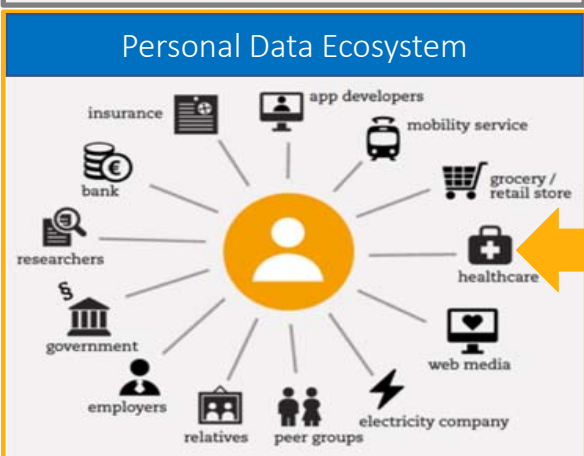 Personal Data Ecosystem
app developers
insurance
mobility service
bank
€
grocery /
retail store
researchers
healthcare
§
government
web media
employers
electricity company
relatives
peer groups